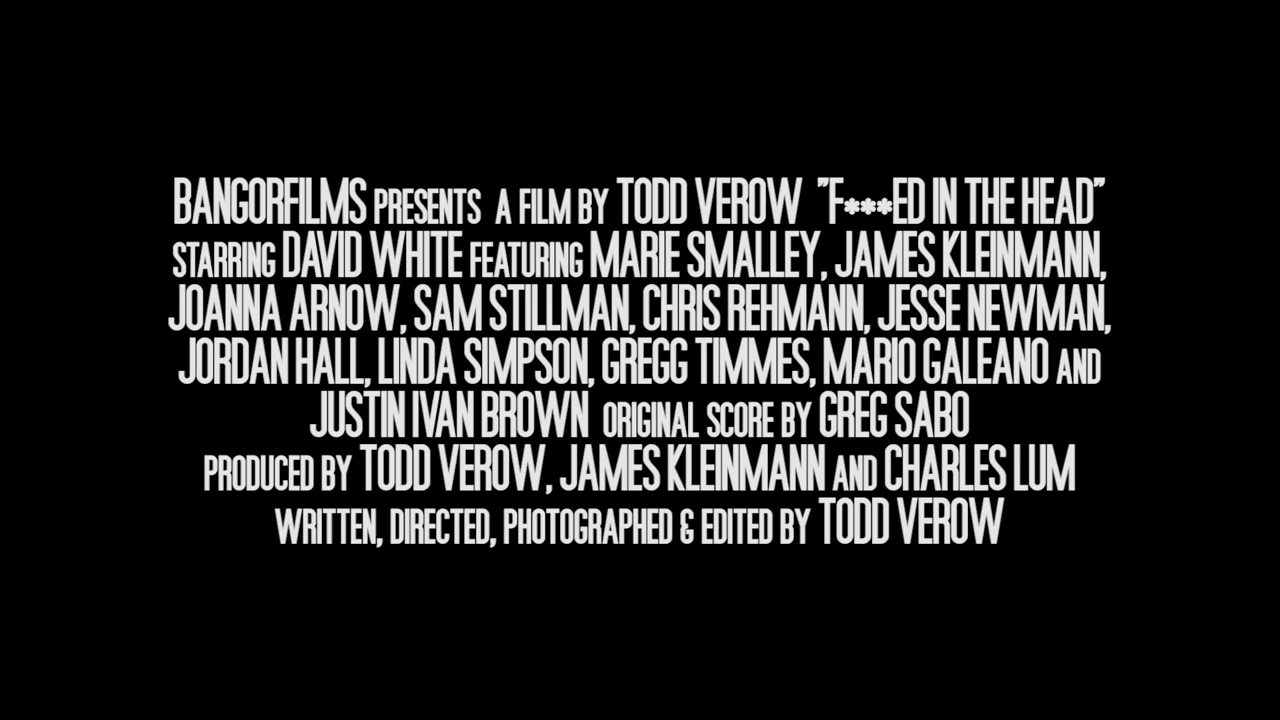 BANGORFILMS PRESENTS A FILM BY TODD VEROW "F***ED IN THE HEAD"
STARRING DAVID WHITE FEATURING MARIE SMALLEY, JAMES KLEINMANN,
JOANNA ARNOW, SAM STILLMAN, CHRIS REHMANN, JESSE NEWMAN,
JORDAN HALL, LINDA SIMPSON, GREGG TIMMES, MARIO GALEANO AND
JUSTIN IVAN BROWN ORIGINAL SCORE BY GREG SABO
PRODUCED BY TODD VEROW, JAMES KLEINMANN AND CHARLES LUM
WRITTEN, DIRECTED, PHOTOGRAPHED & EDITED BY TODD VEROW